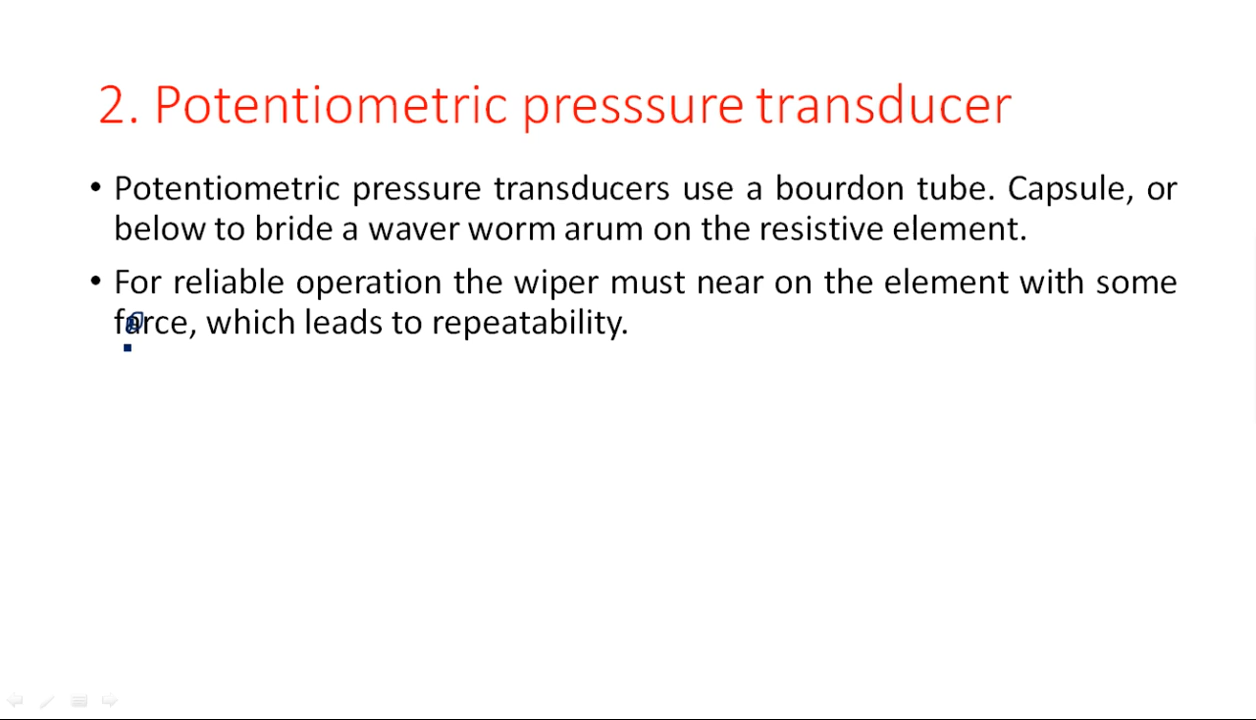 2. Potentiometric presssure transducer
• Potentiometric pressure transducers use a bourdon tube. Capsule, or
below to bride a waver worm arum on the resistive element.
• For reliable operation the wiper must near on the element with some
force, which leads to repeatability.